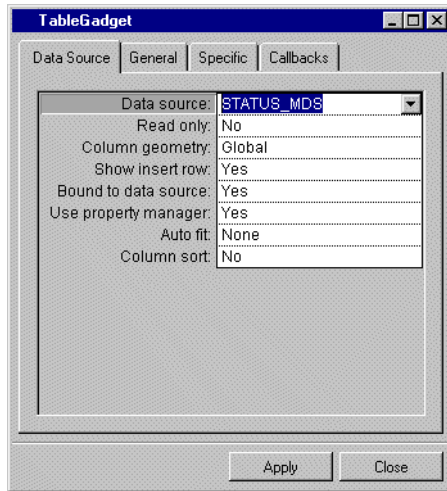 TableGadget
Data Source General Specific Callbacks
Data source: STATUS_MDS
Read only: No
Column geometry: Global
Show insert row: Yes
Bound to data source: Yes
Use property manager: Yes
Auto fit: None
Column sort: No
Apply Close